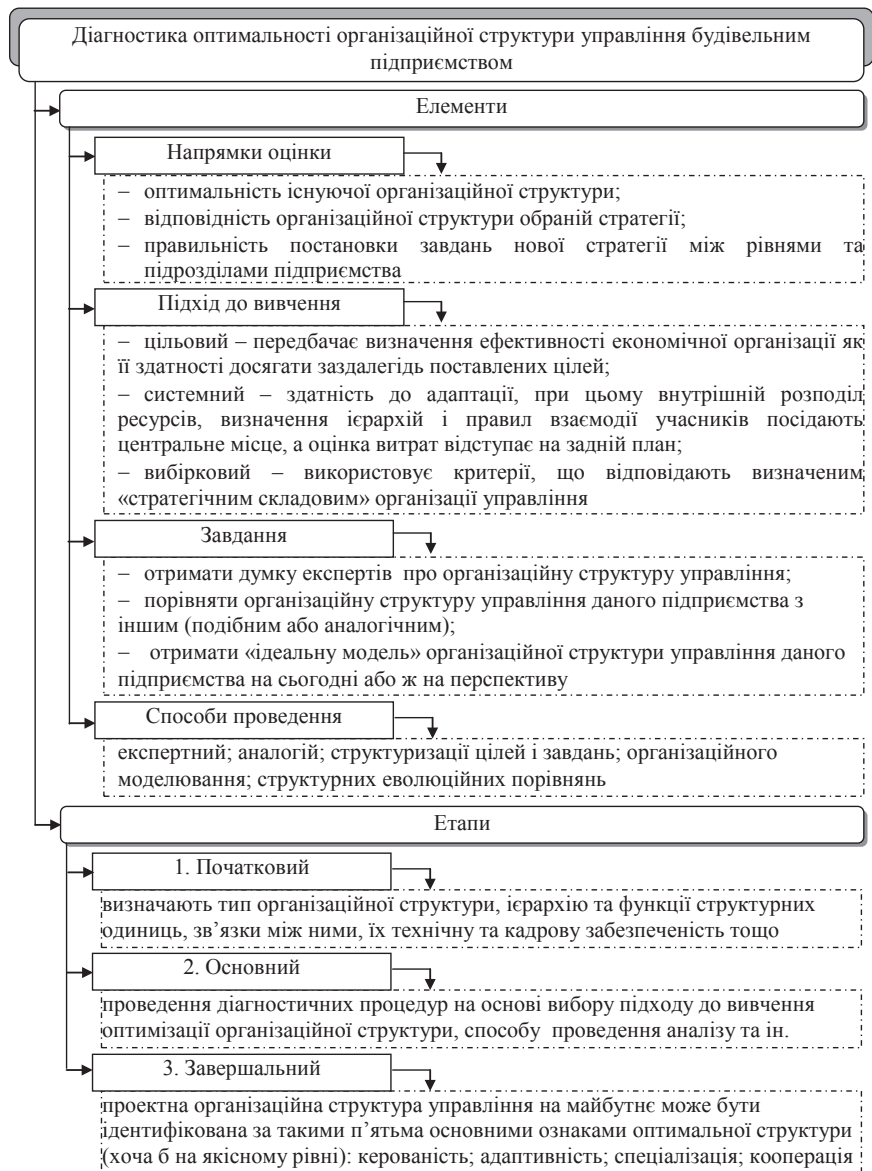 Діагностика оптимальності організаційної структури управління будівельним
підприємством
Елементи
Напрямки оцінки
– оптимальність існуючої організаційної структури;
– відповідність організаційної структури обраній стратегії;
– правильність постановки завдань нової стратегії між рівнями та
підрозділами підприємства
Підхід до вивчення
– цільовий – передбачає визначення ефективності економічної організації як
її здатності досягати заздалегідь поставлених цілей;
– системний – здатність до адаптації, при цьому внутрішній розподіл
ресурсів, визначення ієрархій і правил взаємодії учасників посідають
центральне місце, а оцінка витрат відступає на задній план;
– вибірковий – використовує критерії, що відповідають визначеним
«стратегічним складовим» організації управління
Завдання
– отримати думку експертів про організаційну структуру управління;
– порівняти організаційну структуру управління даного підприємства з
іншим (подібним або аналогічним);
– отримати «ідеальну модель» організаційної структури управління даного
підприємства на сьогодні або ж на перспективу
Способи проведення
експертний; аналогій; структуризації цілей і завдань; організаційного
моделювання; структурних еволюційних порівнянь
Етапи
1. Початковий
визначають тип організаційної структури, ієрархію та функції структурних
одиниць, зв’язки між ними, їх технічну та кадрову забезпеченість тощо
2. Основний
проведення діагностичних процедур на основі вибору підходу до вивчення
оптимізації організаційної структури, способу проведення аналізу та ін.
3. Завершальний
проектна організаційна структура управління на майбутнє може бути
ідентифікована за такими п’ятьма основними ознаками оптимальної структури
(хоча б на якісному рівні): керованість; адаптивність; спеціалізація; кооперація